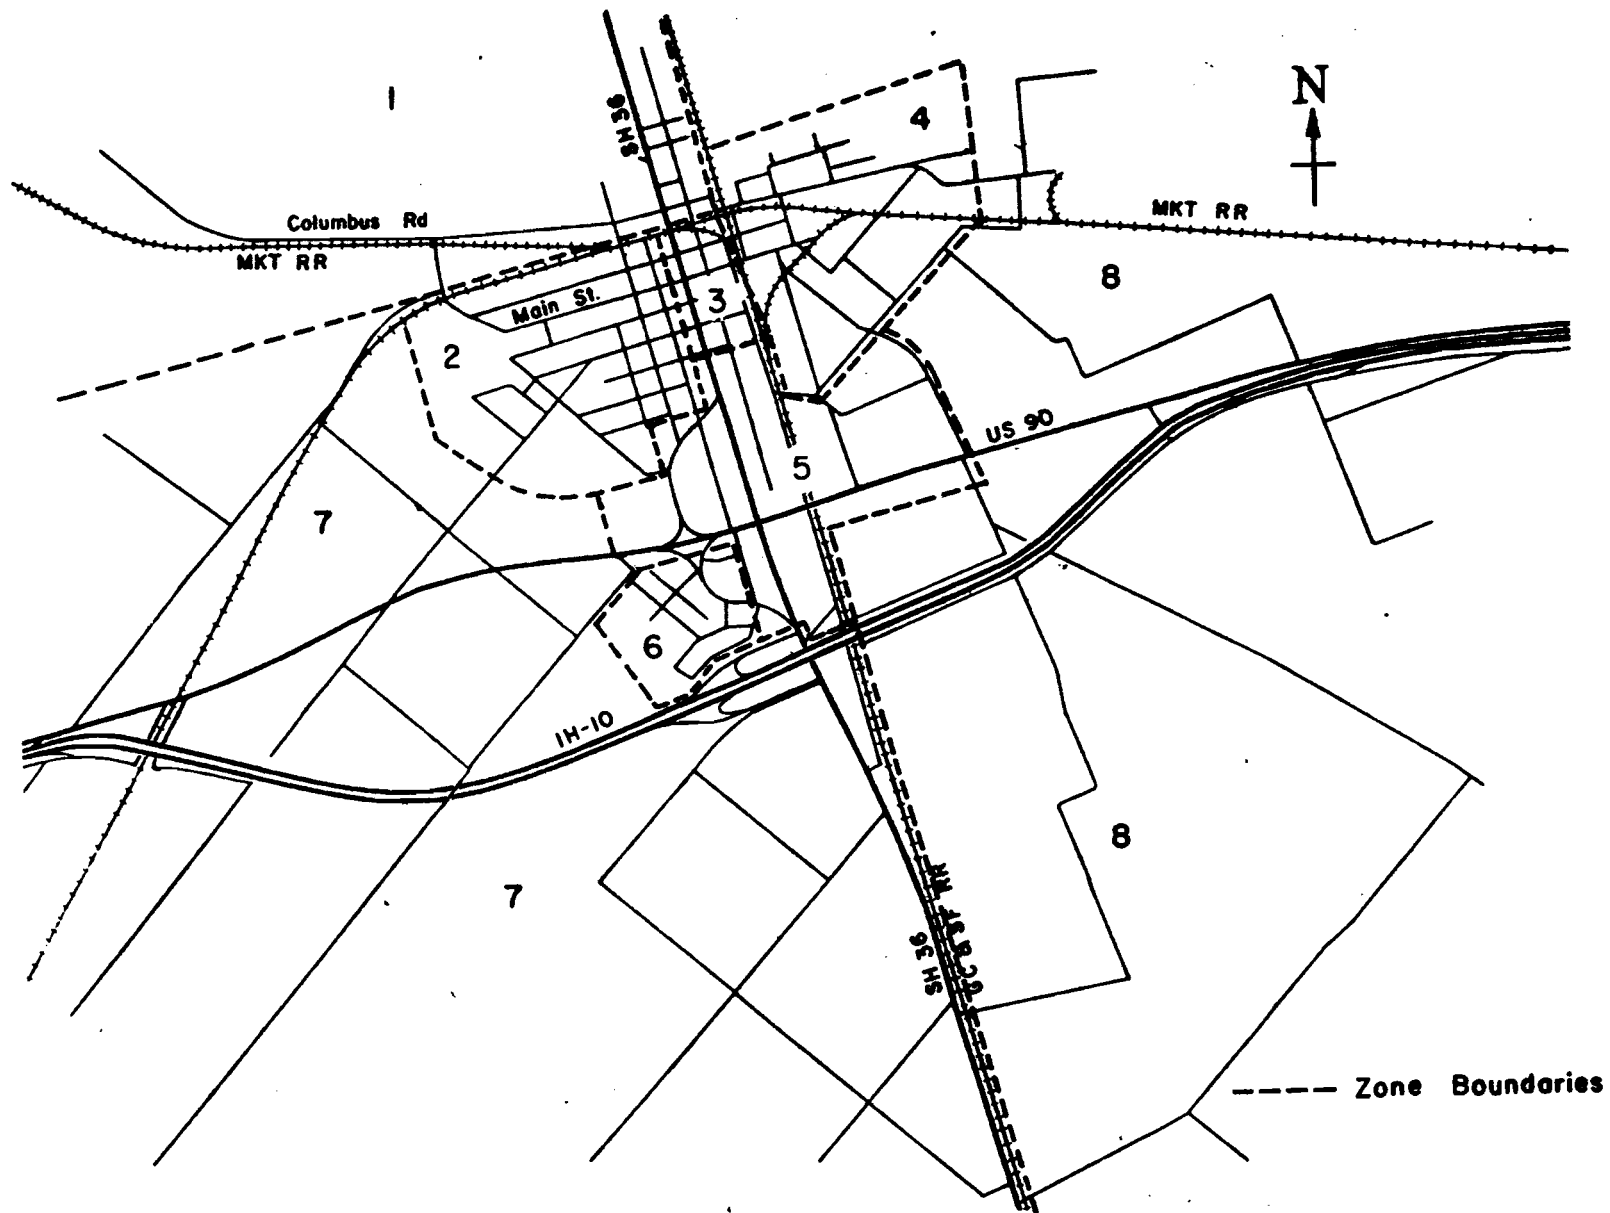 1
N
SH 36
4
MKT RR
Columbus Rd
MKT RR
8
3
Main St.
2
US 90
5
7
6
IH-10
8
7
SH 36
GC & SF RR
Zone Boundaries